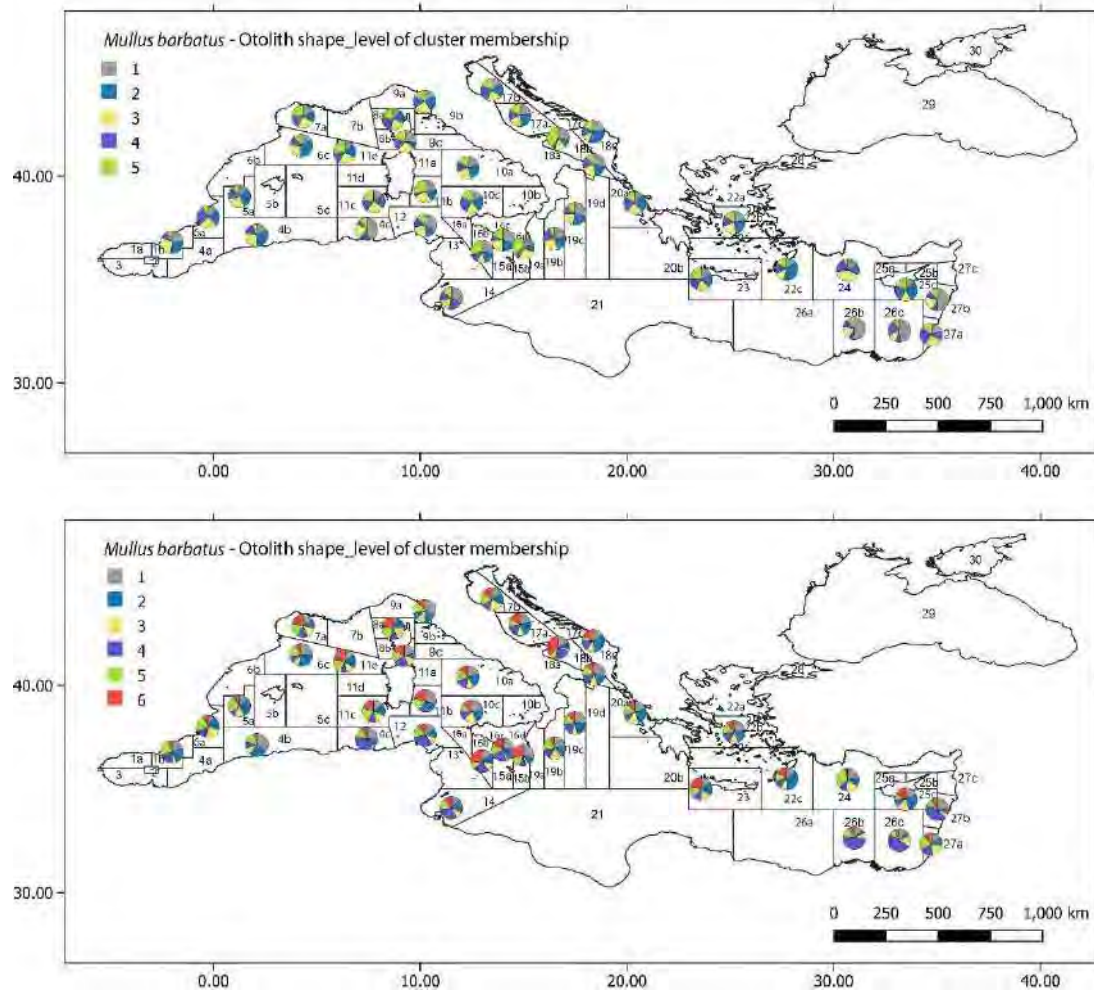 Mullus barbatus - Otolith shape_level of cluster membership
1
2
3
4
5
30
9a
17b
29
7a
7b
9b
17a
6b
6c
11e
9c
18c
28
18a
40.00
11a
10a
22a
11d
5a
5b
5c
11c
10c
10b
19d
20a
12
1a
4a
4b
13
15a
15b
19b
19c
3
20b
23
22c
24
25b
27c
14
21
26a
26b
26c
27b
27a
30.00
0 250 500 750 1,000 km
0.00 10.00 20.00 30.00 40.00
Mullus barbatus - Otolith shape_level of cluster membership
1
2
3
4
5
6
30
9a
17b
29
7a
7b
9b
17a
6b
6c
11e
9c
18c
28
18a
40.00
11a
10a
22a
11d
5a
5b
5c
11c
10c
10b
19d
20a
12
1a
4a
4b
13
15a
15b
19b
19c
3
20b
23
22c
24
25b
27c
14
21
26a
26b
26c
27b
27a
30.00
0 250 500 750 1,000 km
0.00 10.00 20.00 30.00 40.00